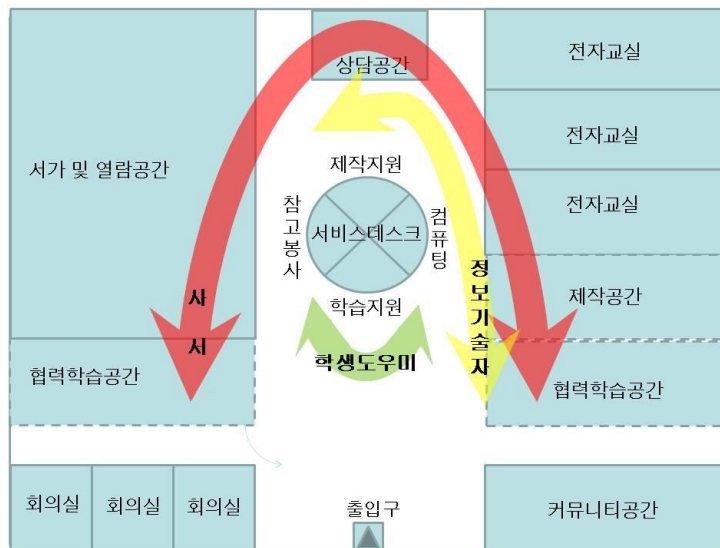 상담공간
전자교실
전자교실
전자교실
서가 및 열람공간
제작지원
참고봉사
서비스데스크
컴퓨팅
학습지원
사서
정보기술자
제작공간
학생도우미
협력학습공간
협력학습공간
회의실
회의실
회의실
출입구
커뮤니티공간